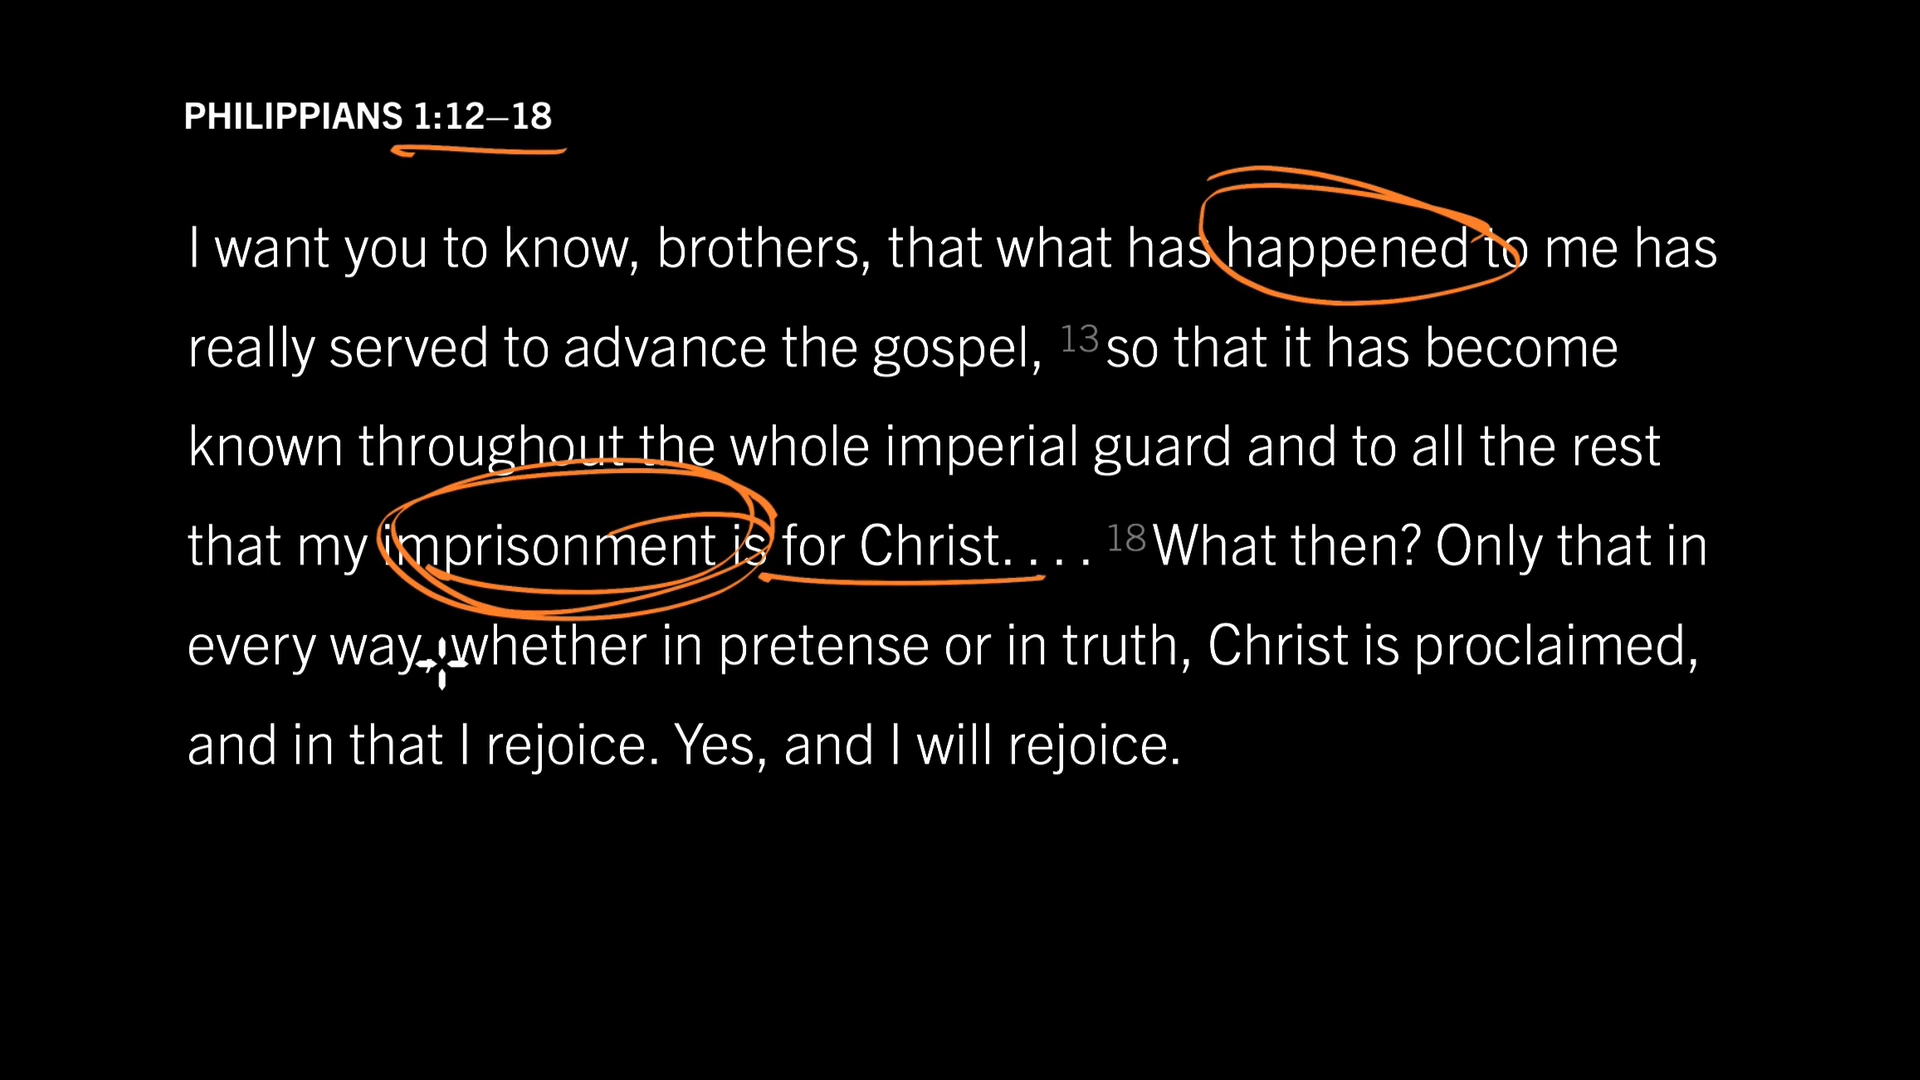 PHILIPPIANS 1:12–18
I want you to know, brothers, that what has happened to me has
really served to advance the gospel, 13 so that it has become
known throughout the whole imperial guard and to all the rest
that my imprisonment is for Christ. . . . 18 What then? Only that in
every way, whether in pretense or in truth, Christ is proclaimed,
and in that I rejoice. Yes, and I will rejoice.